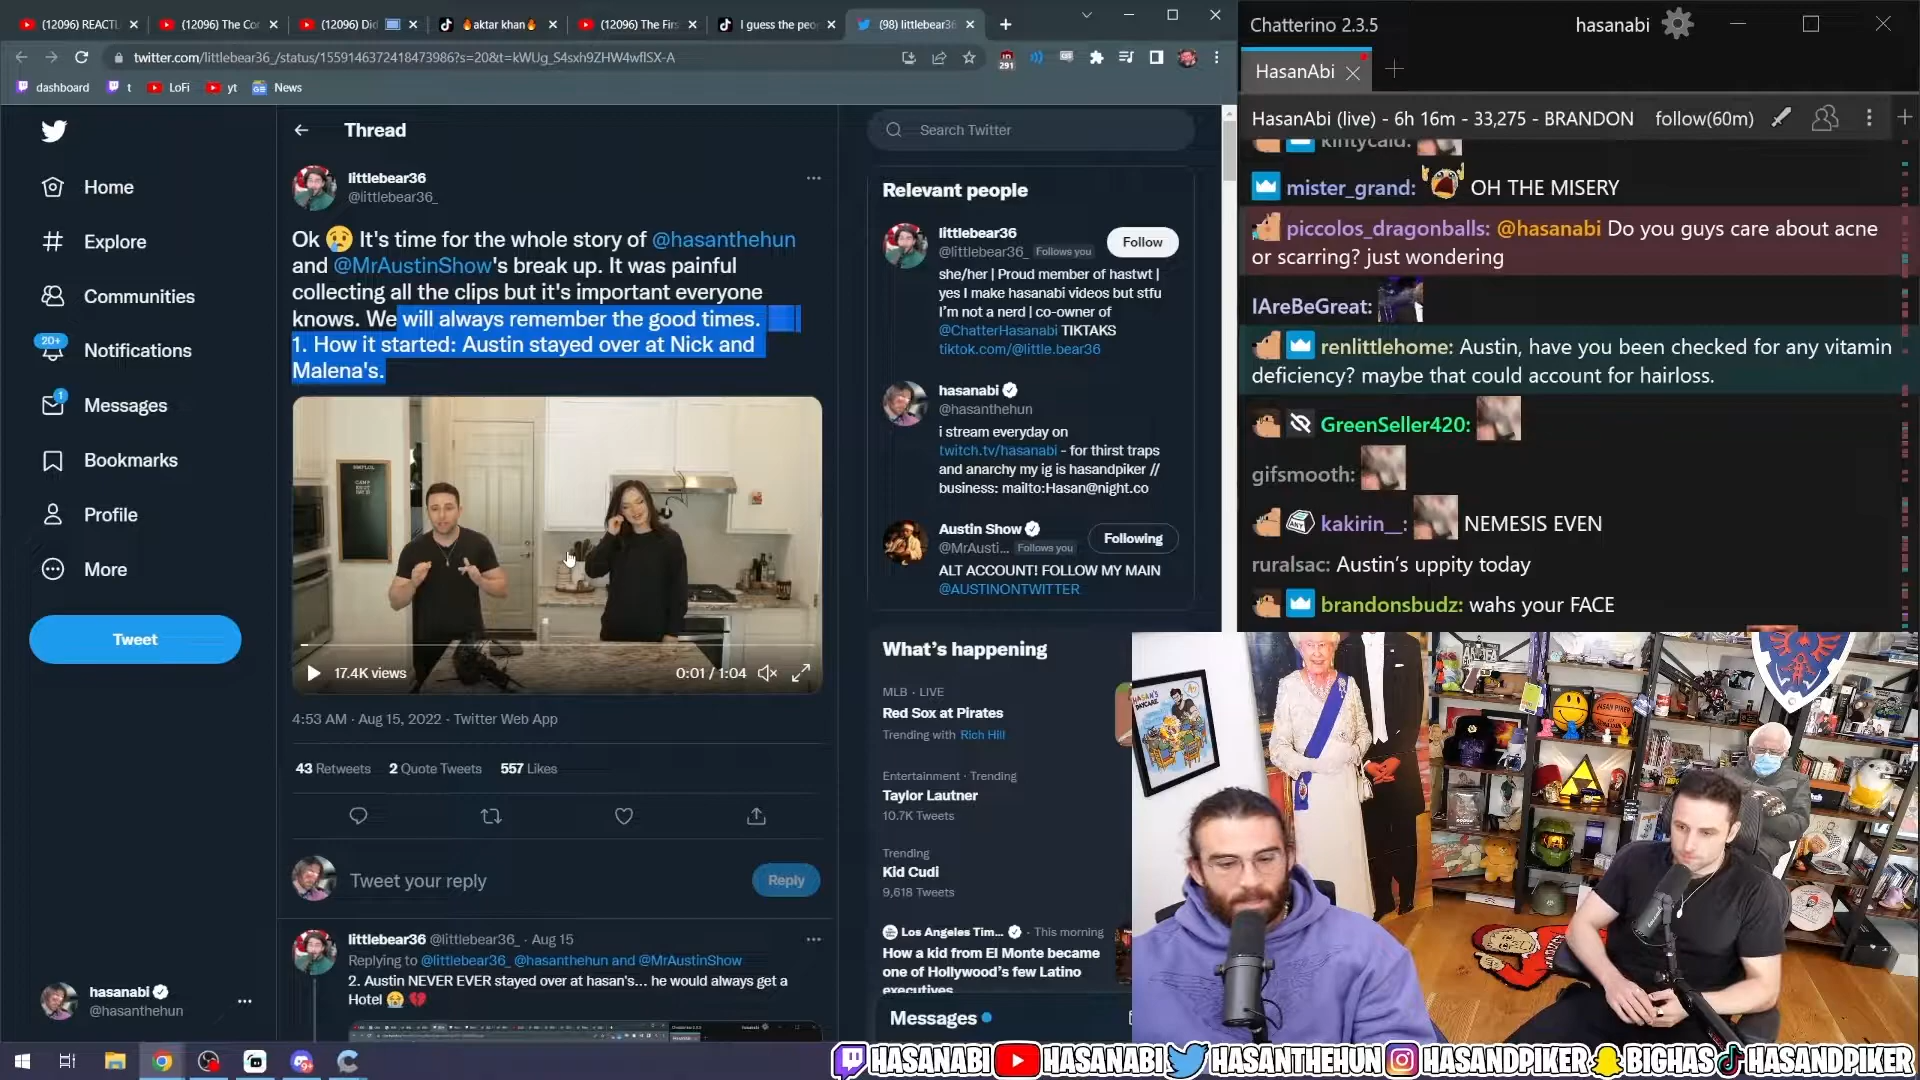 (12096) REACTI
(12096) The Co
(12096) Did
🔥aktar khan🔥
(12096) The Firs
I guess the peo
(98) littlebear36
twitter.com/littlebear36_/status/1559146372418473986?s=20&t=kWUg_S4sxh9ZHW4wflSX-A
291
dashboard
t
LoFi
yt
News
Home
Explore
Communities
20+
Notifications
1
Messages
Bookmarks
Profile
More
Tweet
hasanabi
@hasanthehun
Thread
littlebear36
@littlebear36_
Ok 😢 It's time for the whole story of @hasanthehun
and @MrAustinShow's break up. It was painful
collecting all the clips but it's important everyone
knows. We will always remember the good times.
1. How it started: Austin stayed over at Nick and
Malena's.
17.4K views
0:01 / 1:04
4:53 AM · Aug 15, 2022 · Twitter Web App
43 Retweets 2 Quote Tweets 557 Likes
Tweet your reply
Reply
littlebear36 @littlebear36_ · Aug 15
Replying to @littlebear36_ @hasanthehun and @MrAustinShow
2. Austin NEVER EVER stayed over at hasan's... he would always get a
Hotel 😭 💔
Search Twitter
Relevant people
littlebear36
@littlebear36_ Follows you
Follow
she/her | Proud member of hastwt |
yes I make hasanabi videos but stfu
I'm not a nerd | co-owner of
@ChatterHasanabi TIKTAKS
tiktok.com/@little.bear36
hasanabi
@hasanthehun
i stream everyday on
twitch.tv/hasanabi - for thirst traps
and anarchy my ig is hasandpiker //
business: mailto:Hasan@night.co
Austin Show
@MrAusti... Follows you
Following
ALT ACCOUNT! FOLLOW MY MAIN
@AUSTINONTWITTER
What's happening
MLB · LIVE
Red Sox at Pirates
Trending with Rich Hill
Entertainment · Trending
Taylor Lautner
10.7K Tweets
Trending
Kid Cudi
9,618 Tweets
Los Angeles Tim... · This morning
How a kid from El Monte became
one of Hollywood's few Latino
executives
Messages
Chatterino 2.3.5
hasanabi
HasanAbi
HasanAbi (live) - 6h 16m - 33,275 - BRANDON follow(60m)
kintycald:
mister_grand: OH THE MISERY
piccolos_dragonballs: @hasanabi Do you guys care about acne
or scarring? just wondering
IAreBeGreat:
renlittlehome: Austin, have you been checked for any vitamin
deficiency? maybe that could account for hairloss.
GreenSeller420:
gifsmooth:
kakirin__: NEMESIS EVEN
ruralsac: Austin's uppity today
brandonsbudz: wahs your FACE
HASANABI HASANABI HASANTHEHUN HASANDPIKER BIGHAS HASANDPIKER